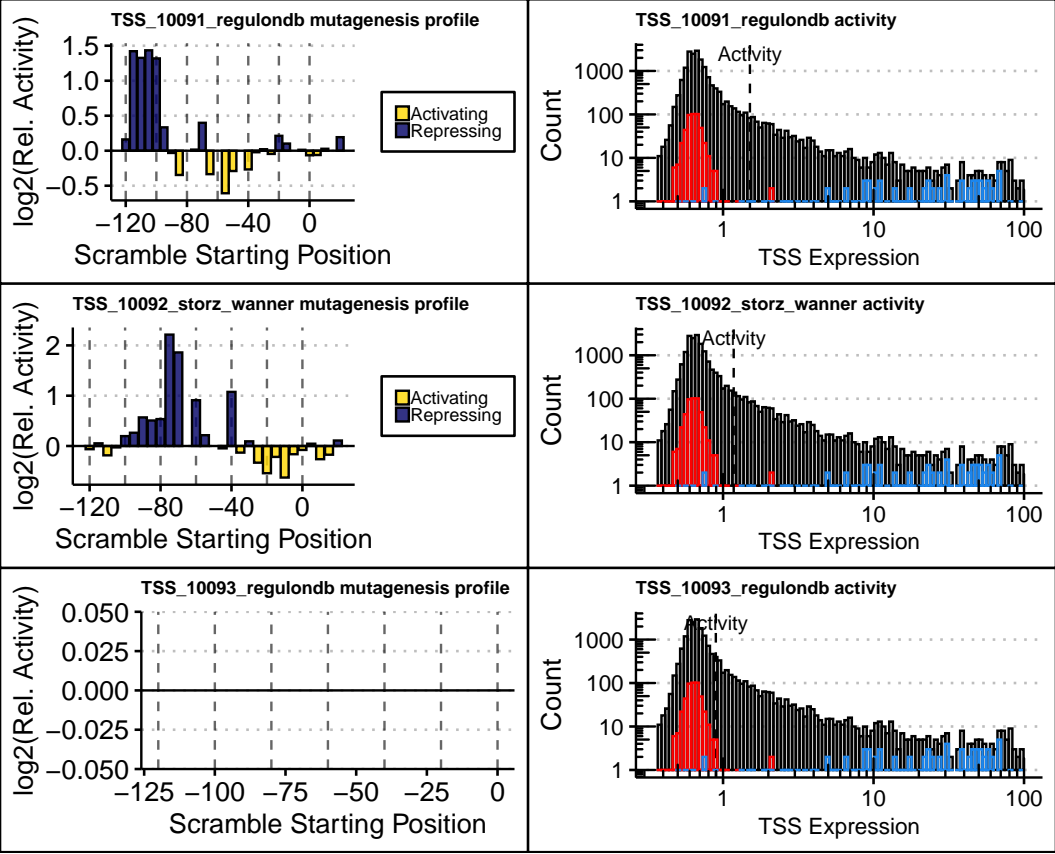 TSS_10091_regulondb mutagenesis profile
log2(Rel. Activity)
1.5
1.0
0.5
0.0
−0.5
−120 −80 −40 0
Scramble Starting Position
Activating
Repressing
TSS_10091_regulondb activity
Activity
Count
1000
100
10
1
1 10 100
TSS Expression
TSS_10092_storz_wanner mutagenesis profile
log2(Rel. Activity)
2
1
0
−120 −80 −40 0
Scramble Starting Position
Activating
Repressing
TSS_10092_storz_wanner activity
Activity
Count
1000
100
10
1
1 10 100
TSS Expression
TSS_10093_regulondb mutagenesis profile
log2(Rel. Activity)
0.050
0.025
0.000
−0.025
−0.050
−125 −100 −75 −50 −25 0
Scramble Starting Position
TSS_10093_regulondb activity
Activity
Count
1000
100
10
1
1 10 100
TSS Expression